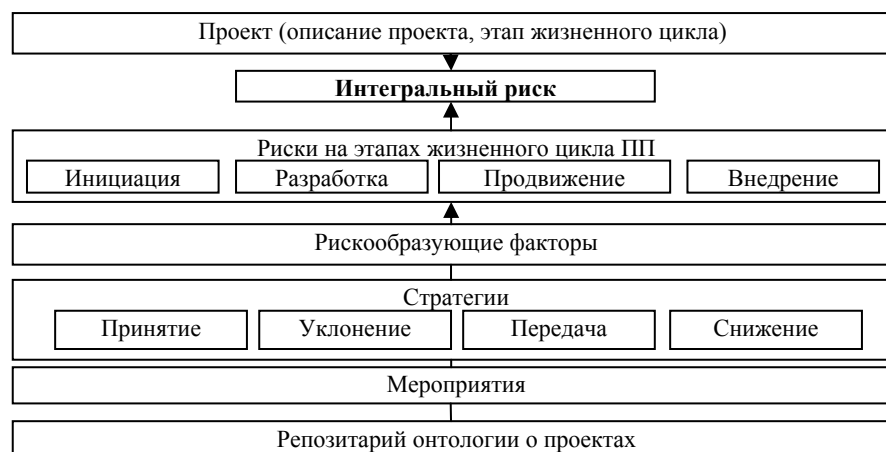 Проект (описание проекта, этап жизненного цикла)
Интегральный риск
Риски на этапах жизненного цикла ПП
Инициация
Разработка
Продвижение
Внедрение
Рискообразующие факторы
Стратегии
Принятие
Уклонение
Передача
Снижение
Мероприятия
Репозитарий онтологии о проектах